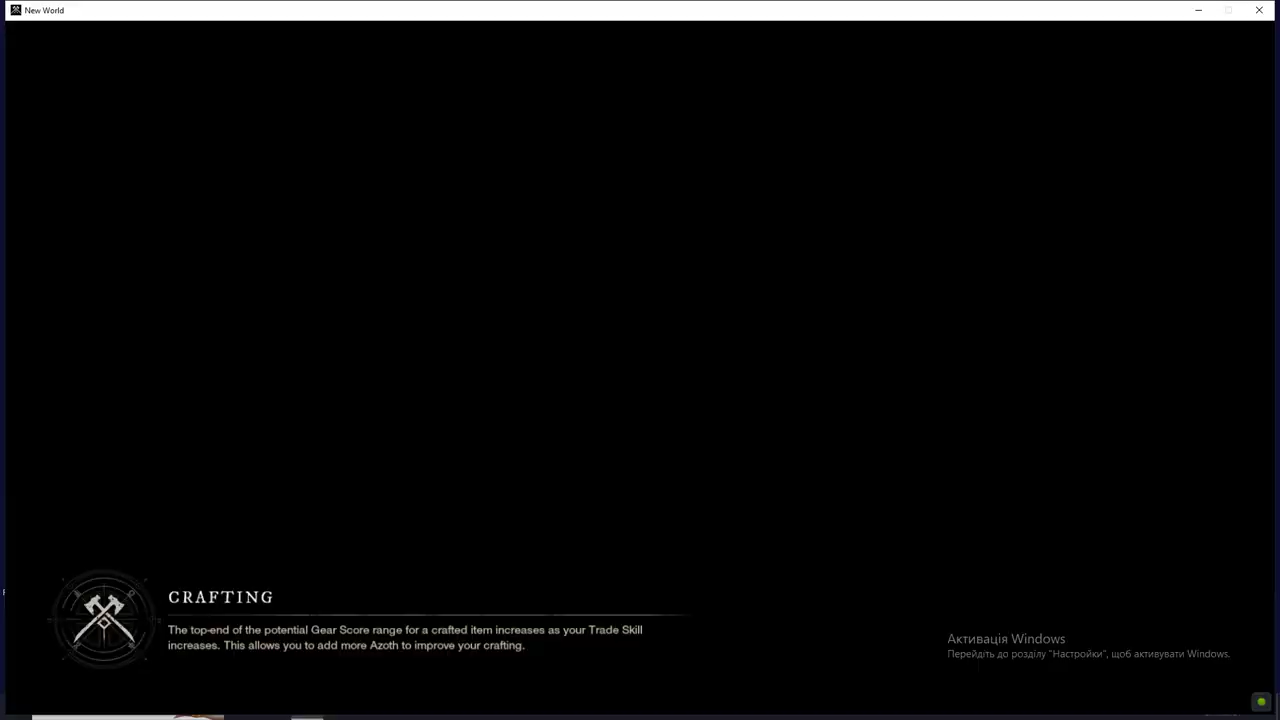 New World
CRAFTING
The top-end of the potential Gear Score range for a crafted item increases as your Trade Skill
increases. This allows you to add more Azoth to improve your crafting.
Активація Windows
Перейдіть до розділу "Настройки", щоб активувати Windows.